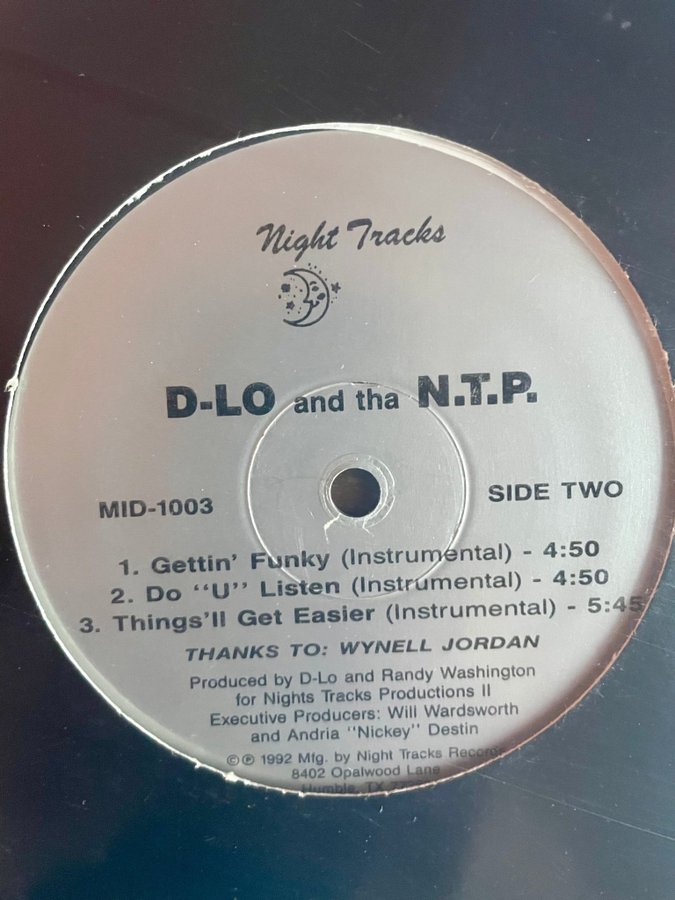 Night Tracks
D-LO and tha N.T.P.
MID-1003
SIDE TWO
1. Gettin' Funky (Instrumental) - 4:50
2. Do "U" Listen (Instrumental) - 4:50
3. Things'll Get Easier (Instrumental) - 5:45
THANKS TO: WYNELL JORDAN
Produced by D-Lo and Randy Washington
for Nights Tracks Productions II
Executive Producers: Will Wardsworth
and Andria "Nickey" Destin
©℗ 1992 Mfg. by Night Tracks Records
8402 Opalwood Lane
Humble, TX